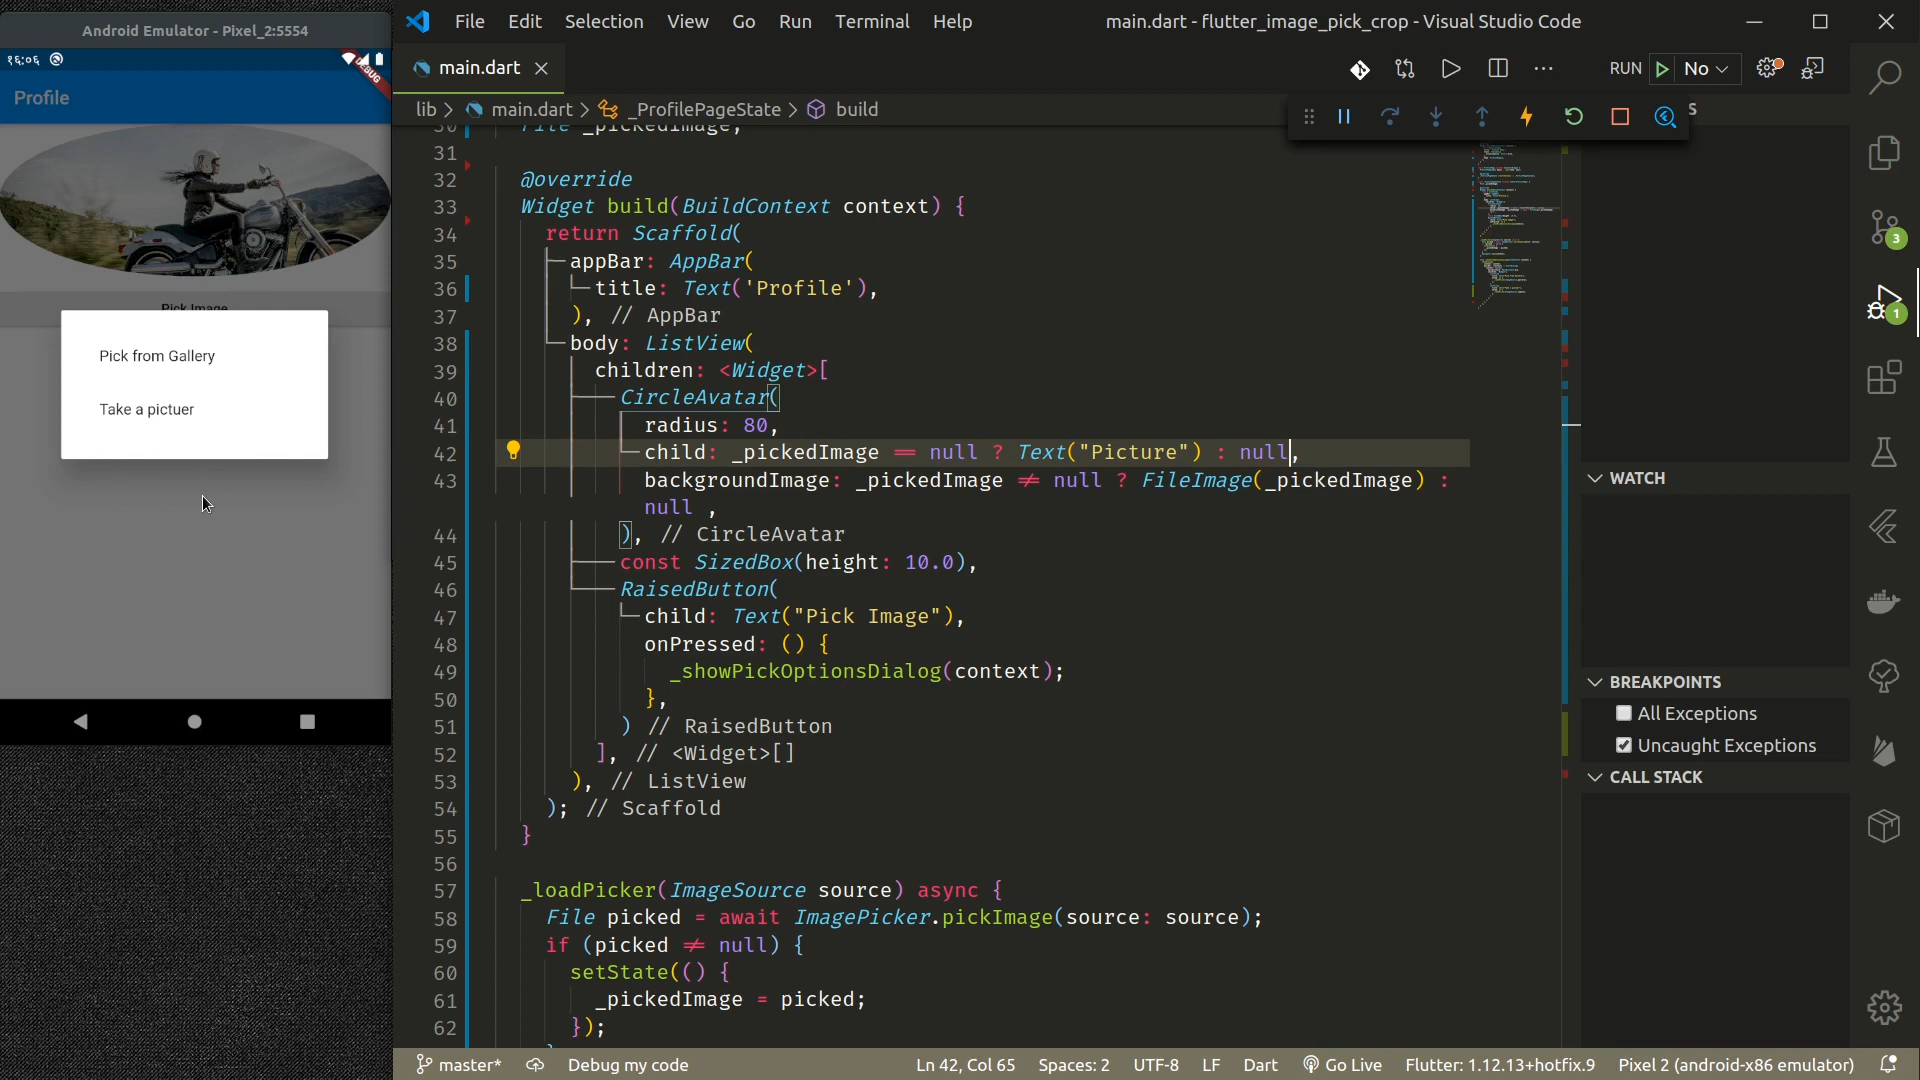 Android Emulator - Pixel_2:5554
१६:०६
DEBUG
Profile
Pick Image
Pick from Gallery
Take a pictuer
File Edit Selection View Go Run Terminal Help
main.dart - flutter_image_pick_crop - Visual Studio Code
main.dart
RUN No
lib > main.dart > _ProfilePageState > build
S
30 File _pickedImage;
31
32 @override
33 Widget build(BuildContext context) {
34 return Scaffold(
35 appBar: AppBar(
36 title: Text('Profile'),
37 ), // AppBar
38 body: ListView(
39 children: <Widget>[
40 CircleAvatar(
41 radius: 80,
42 child: _pickedImage == null ? Text("Picture") : null,
43 backgroundImage: _pickedImage != null ? FileImage(_pickedImage) :
null ,
44 ), // CircleAvatar
45 const SizedBox(height: 10.0),
46 RaisedButton(
47 child: Text("Pick Image"),
48 onPressed: () {
49 _showPickOptionsDialog(context);
50 },
51 ) // RaisedButton
52 ], // <Widget>[]
53 ), // ListView
54 ); // Scaffold
55 }
56
57 _loadPicker(ImageSource source) async {
58 File picked = await ImagePicker.pickImage(source: source);
59 if (picked != null) {
60 setState(() {
61 _pickedImage = picked;
62 });
WATCH
BREAKPOINTS
All Exceptions
Uncaught Exceptions
CALL STACK
3
1
master* Debug my code Ln 42, Col 65 Spaces: 2 UTF-8 LF Dart Go Live Flutter: 1.12.13+hotfix.9 Pixel 2 (android-x86 emulator)